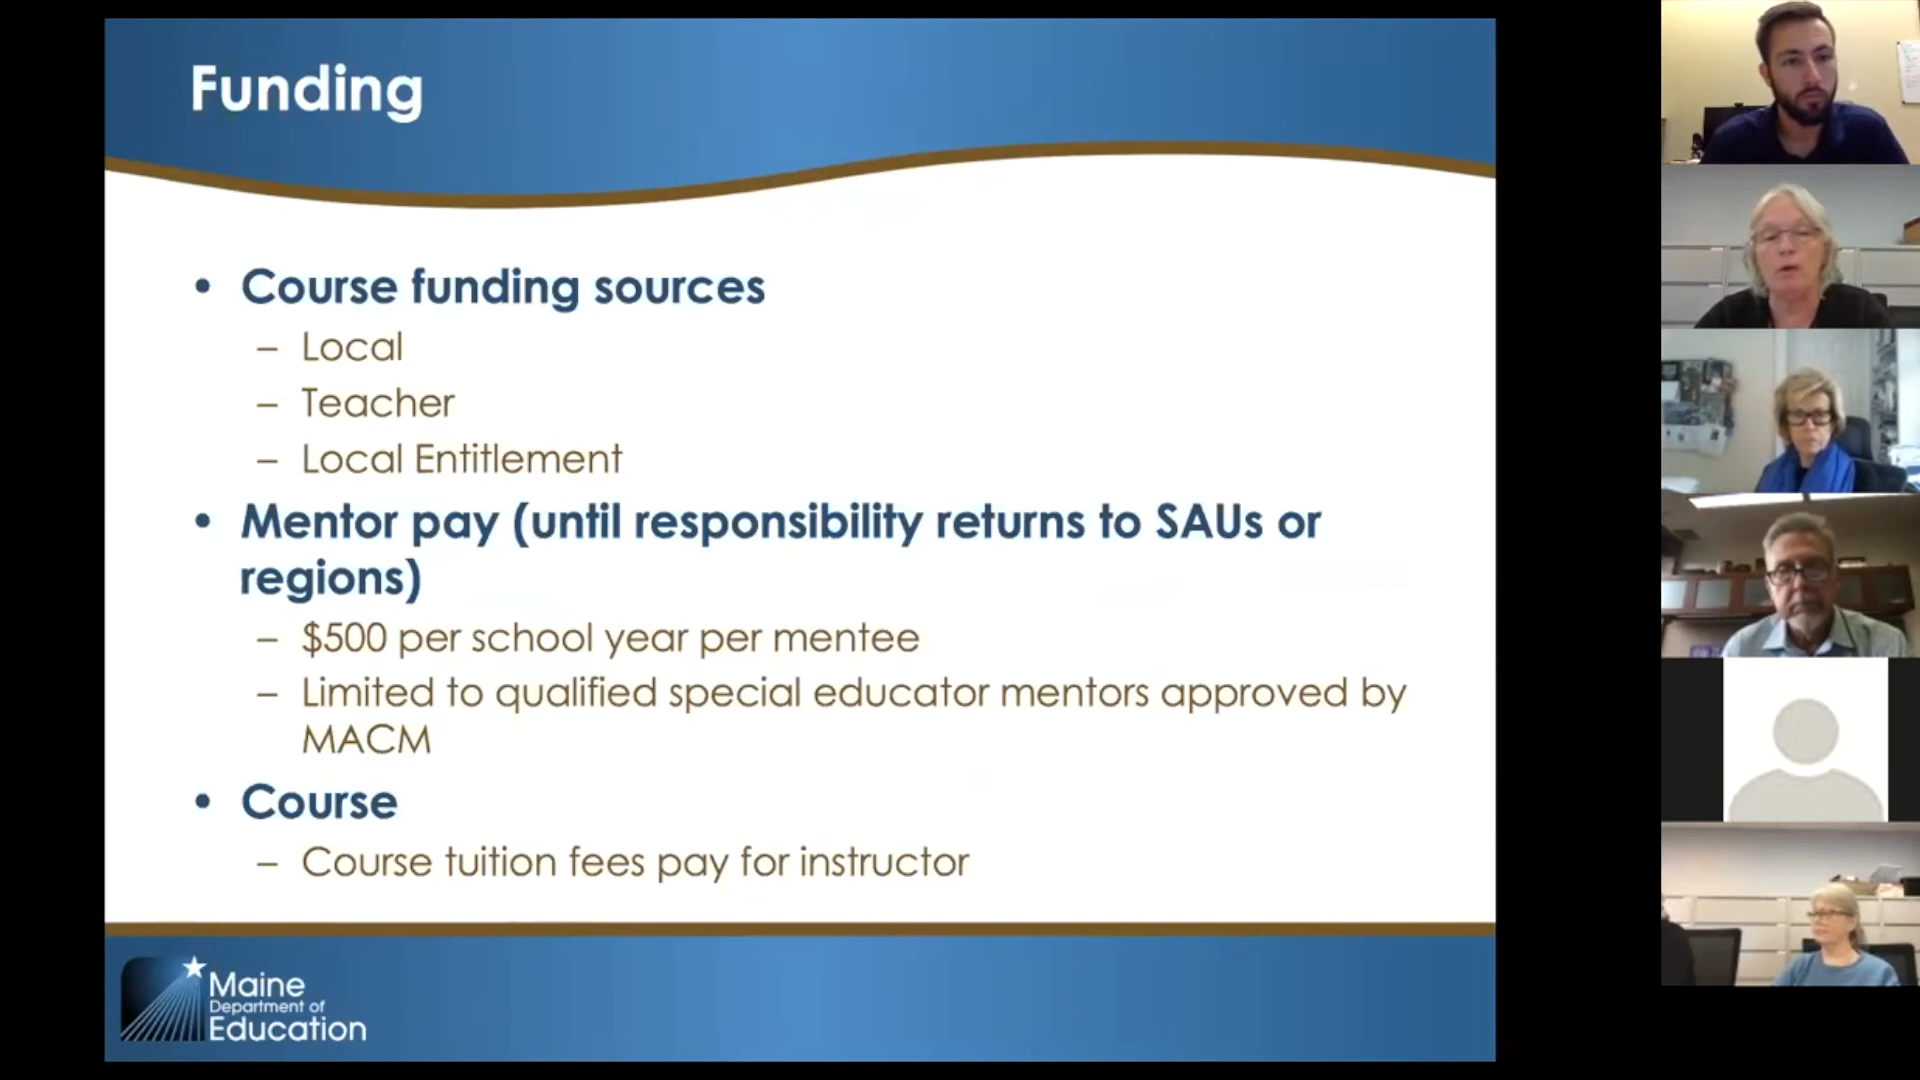 Funding
• Course funding sources
– Local
– Teacher
– Local Entitlement
• Mentor pay (until responsibility returns to SAUs or
regions)
– $500 per school year per mentee
– Limited to qualified special educator mentors approved by
MACM
• Course
– Course tuition fees pay for instructor
Maine
Department of
Education